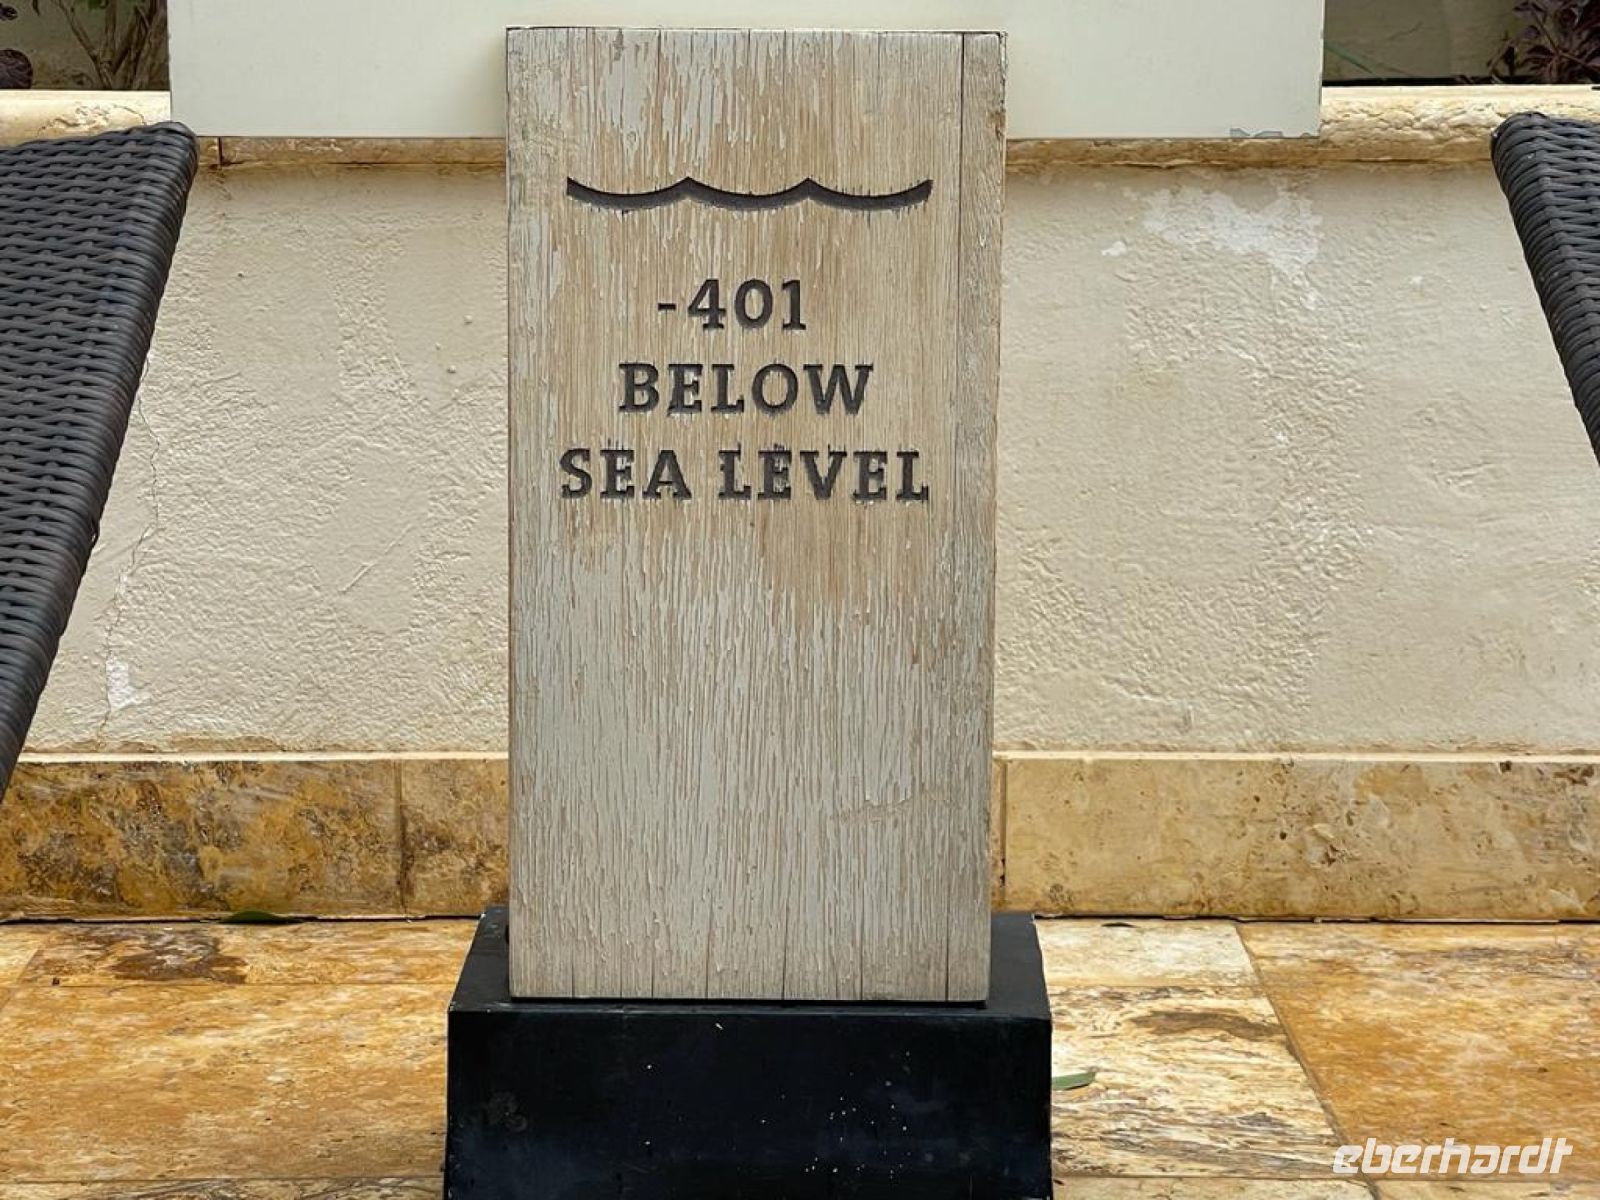 -401
BELOW
SEA LEVEL
eberhardt